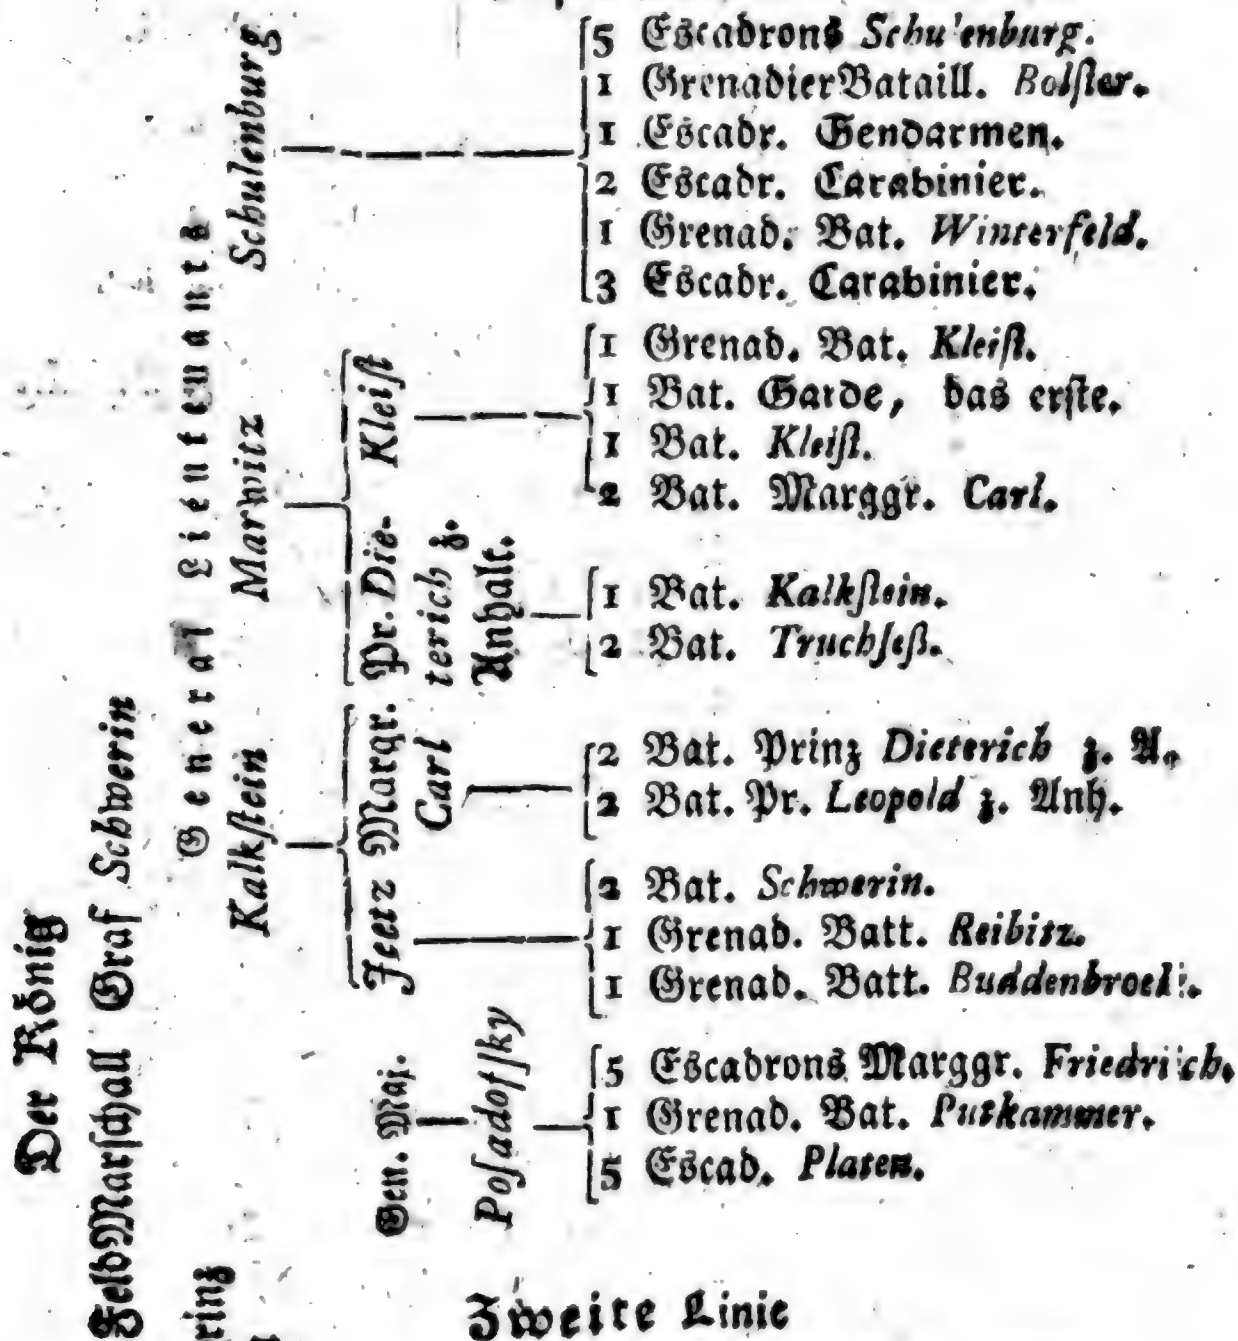 Der König
FeldMarschall Graf Schwerin
General Lieutenants
Schulenburg
5 Escadrons Schulenburg.
1 GrenadierBataill. Bolster.
1 Escadr. Gendarmen.
2 Escadr. Carabinier.
1 Grenad. Bat. Winterfeld.
3 Escadr. Carabinier.
Marwitz
Kleiſt
1 Grenad. Bat. Kleiſt.
1 Bat. Garde, das erſte.
1 Bat. Kleiſt.
2 Bat. Marggr. Carl.
Pr. Die-
terich z.
Anhalt.
1 Bat. Kalkſtein.
2 Bat. Truchſeß.
Kalkſtein
Margr.
Carl
2 Bat. Prinz Dieterich z. A.
2 Bat. Pr. Leopold z. Anh.
Jeetz
2 Bat. Schwerin.
1 Grenad. Batt. Reibitz.
1 Grenad. Batt. Buddenbrock.
Gen. Maj.
Poſadofſky
5 Escadrons Marggr. Friedrich.
1 Grenad. Bat. Putkammer.
5 Escad. Platen.
Zweite Linie